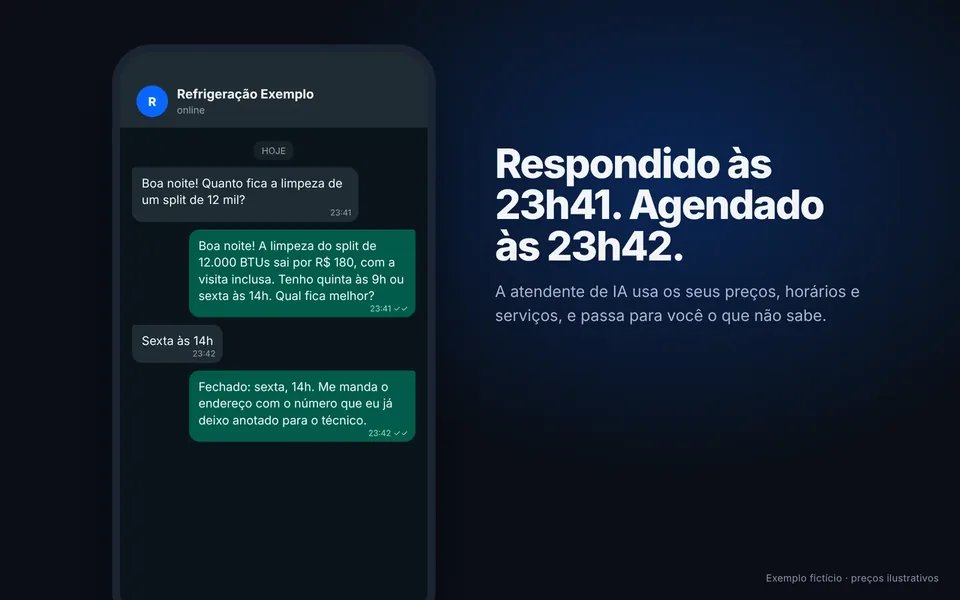 R
Refrigeração Exemplo
online
HOJE
Boa noite! Quanto fica a limpeza de
um split de 12 mil?
23:41
Boa noite! A limpeza do split de
12.000 BTUs sai por R$ 180, com a
visita inclusa. Tenho quinta às 9h ou
sexta às 14h. Qual fica melhor?
23:41
Sexta às 14h
23:42
Fechado: sexta, 14h. Me manda o
endereço com o número que eu já
deixo anotado para o técnico.
23:42
Respondido às
23h41. Agendado
às 23h42.
A atendente de IA usa os seus preços, horários e
serviços, e passa para você o que não sabe.
Exemplo fictício · preços ilustrativos